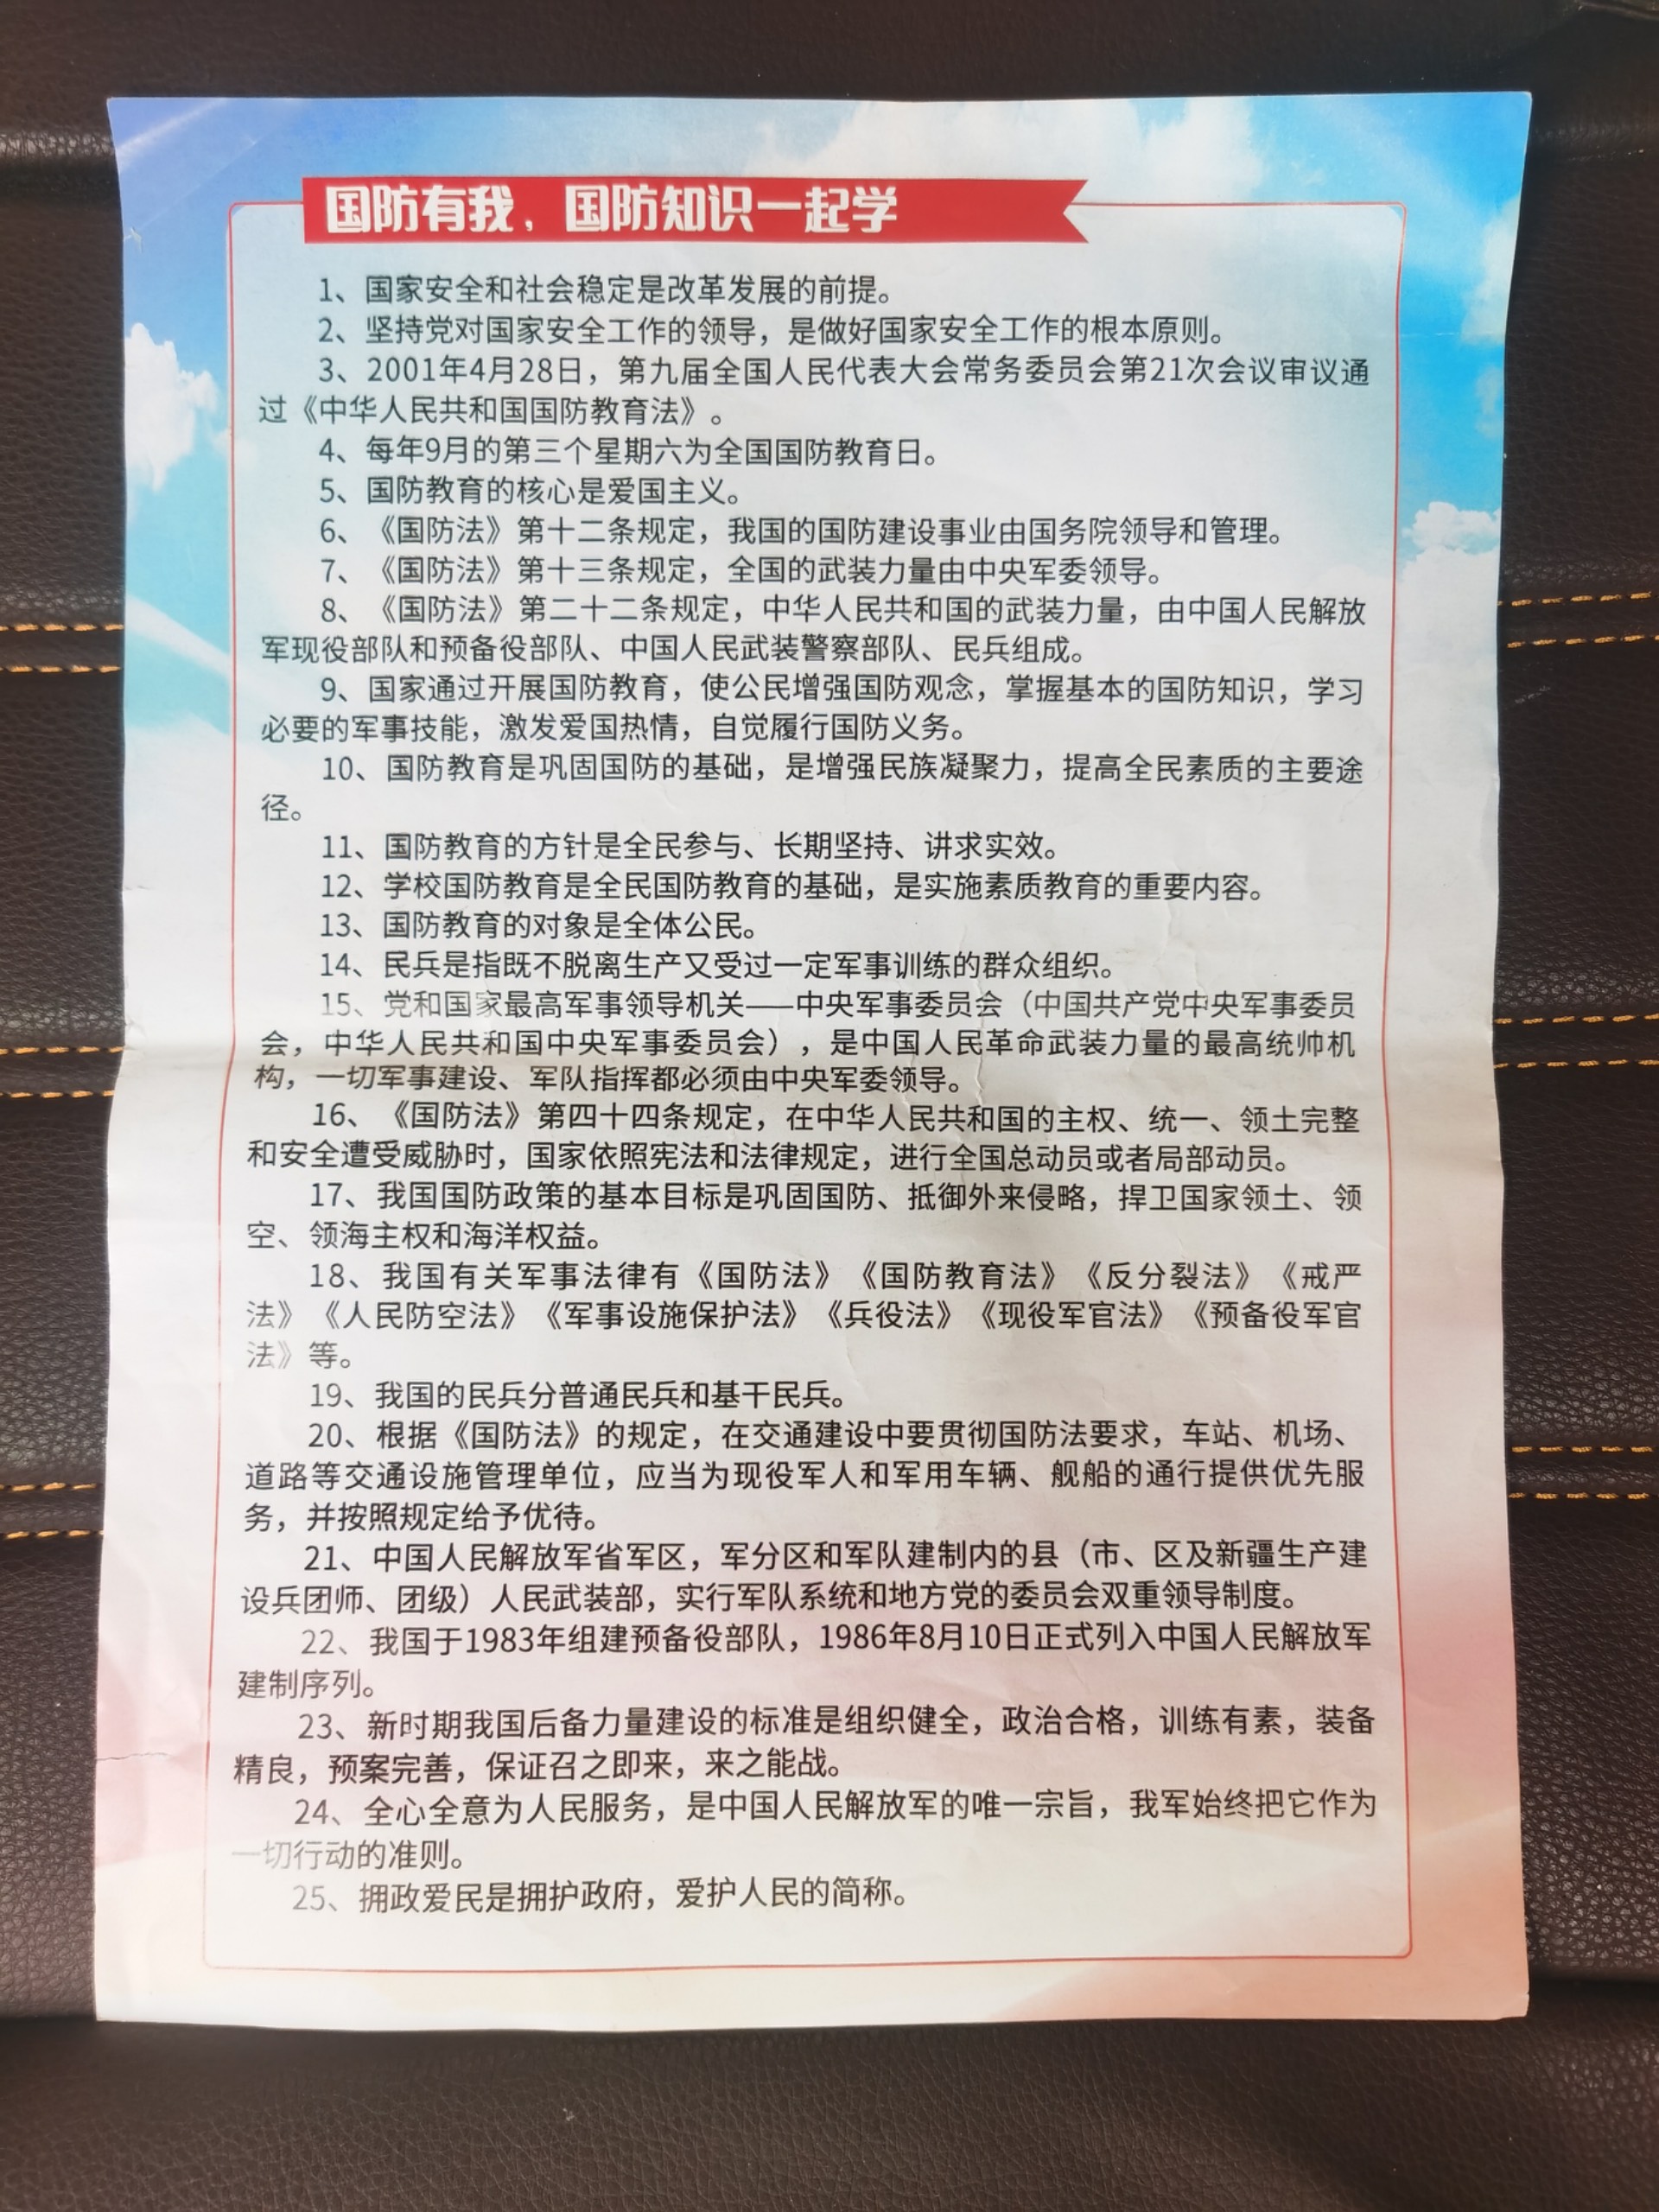 国防有我，国防知识一起学
1、国家安全和社会稳定是改革发展的前提。
2、坚持党对国家安全工作的领导，是做好国家安全工作的根本原则。
3、2001年4月28日，第九届全国人民代表大会常务委员会第21次会议审议通
过《中华人民共和国国防教育法》。
4、每年9月的第三个星期六为全国国防教育日。
5、国防教育的核心是爱国主义。
6、《国防法》第十二条规定，我国的国防建设事业由国务院领导和管理。
7、《国防法》第十三条规定，全国的武装力量由中央军委领导。
8、《国防法》第二十二条规定，中华人民共和国的武装力量，由中国人民解放
军现役部队和预备役部队、中国人民武装警察部队、民兵组成。
9、国家通过开展国防教育，使公民增强国防观念，掌握基本的国防知识，学习
必要的军事技能，激发爱国热情，自觉履行国防义务。
10、国防教育是巩固国防的基础，是增强民族凝聚力，提高全民素质的主要途
径。
11、国防教育的方针是全民参与、长期坚持、讲求实效。
12、学校国防教育是全民国防教育的基础，是实施素质教育的重要内容。
13、国防教育的对象是全体公民。
14、民兵是指既不脱离生产又受过一定军事训练的群众组织。
15、党和国家最高军事领导机关——中央军事委员会（中国共产党中央军事委员
会，中华人民共和国中央军事委员会），是中国人民革命武装力量的最高统帅机
构，一切军事建设、军队指挥都必须由中央军委领导。
16、《国防法》第四十四条规定，在中华人民共和国的主权、统一、领土完整
和安全遭受威胁时，国家依照宪法和法律规定，进行全国总动员或者局部动员。
17、我国国防政策的基本目标是巩固国防、抵御外来侵略，捍卫国家领土、领
空、领海主权和海洋权益。
18、我国有关军事法律有《国防法》《国防教育法》《反分裂法》《戒严
法》《人民防空法》《军事设施保护法》《兵役法》《现役军官法》《预备役军官
法》等。
19、我国的民兵分普通民兵和基干民兵。
20、根据《国防法》的规定，在交通建设中要贯彻国防法要求，车站、机场、
道路等交通设施管理单位，应当为现役军人和军用车辆、舰船的通行提供优先服
务，并按照规定给予优待。
21、中国人民解放军省军区，军分区和军队建制内的县（市、区及新疆生产建
设兵团师、团级）人民武装部，实行军队系统和地方党的委员会双重领导制度。
22、我国于1983年组建预备役部队，1986年8月10日正式列入中国人民解放军
建制序列。
23、新时期我国后备力量建设的标准是组织健全，政治合格，训练有素，装备
精良，预案完善，保证召之即来，来之能战。
24、全心全意为人民服务，是中国人民解放军的唯一宗旨，我军始终把它作为
一切行动的准则。
25、拥政爱民是拥护政府，爱护人民的简称。